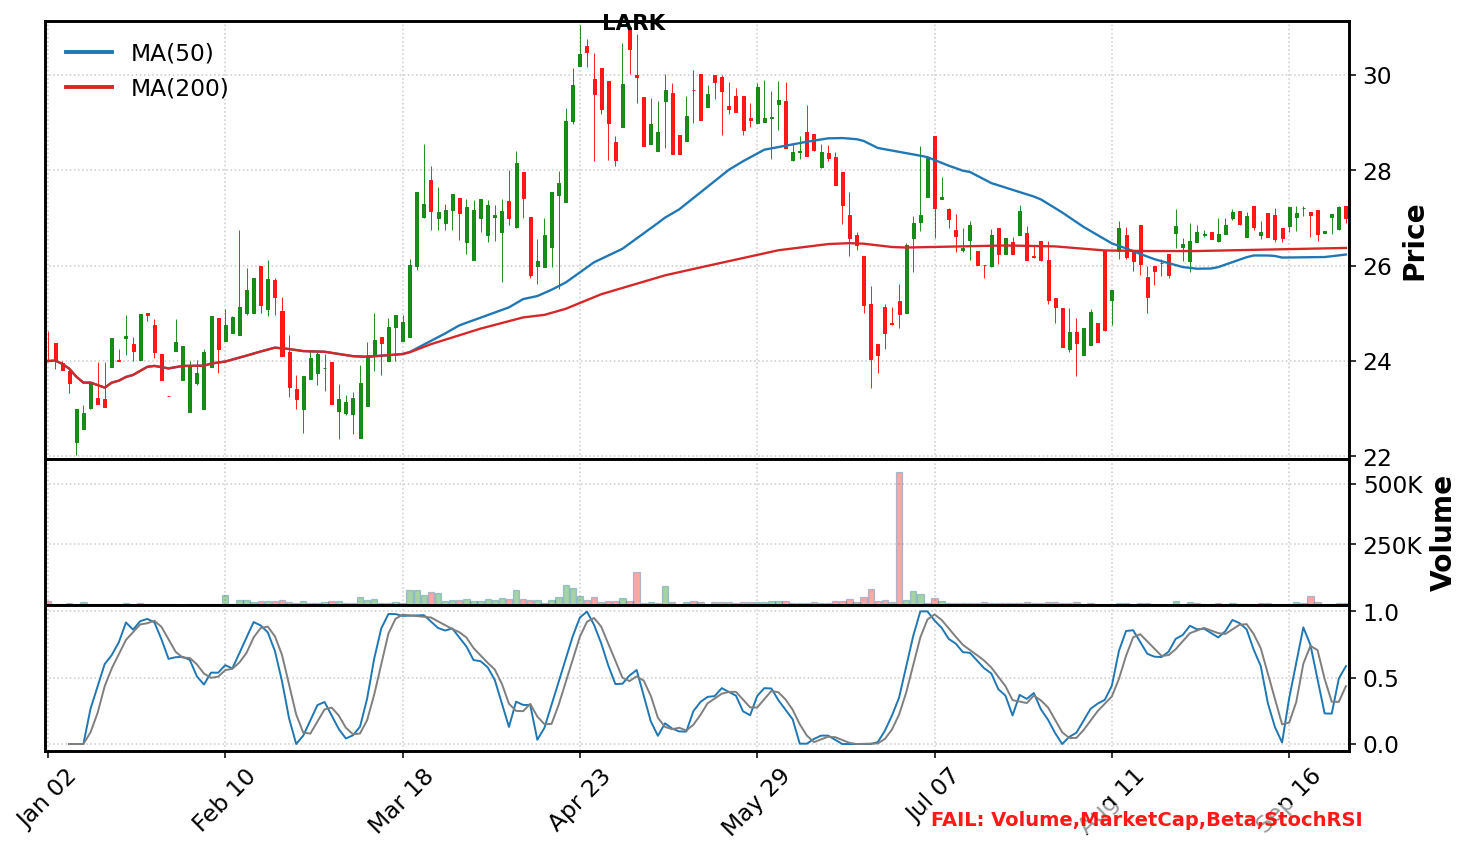 LARK
MA(50)
MA(200)
30
28
26
24
22
Price
500K
250K
Volume
1.0
0.5
0.0
Jan 02
Feb 10
Mar 18
Apr 23
May 29
Jul 07
Aug 11
Sep 16
FAIL: Volume,MarketCap,Beta,StochRSI